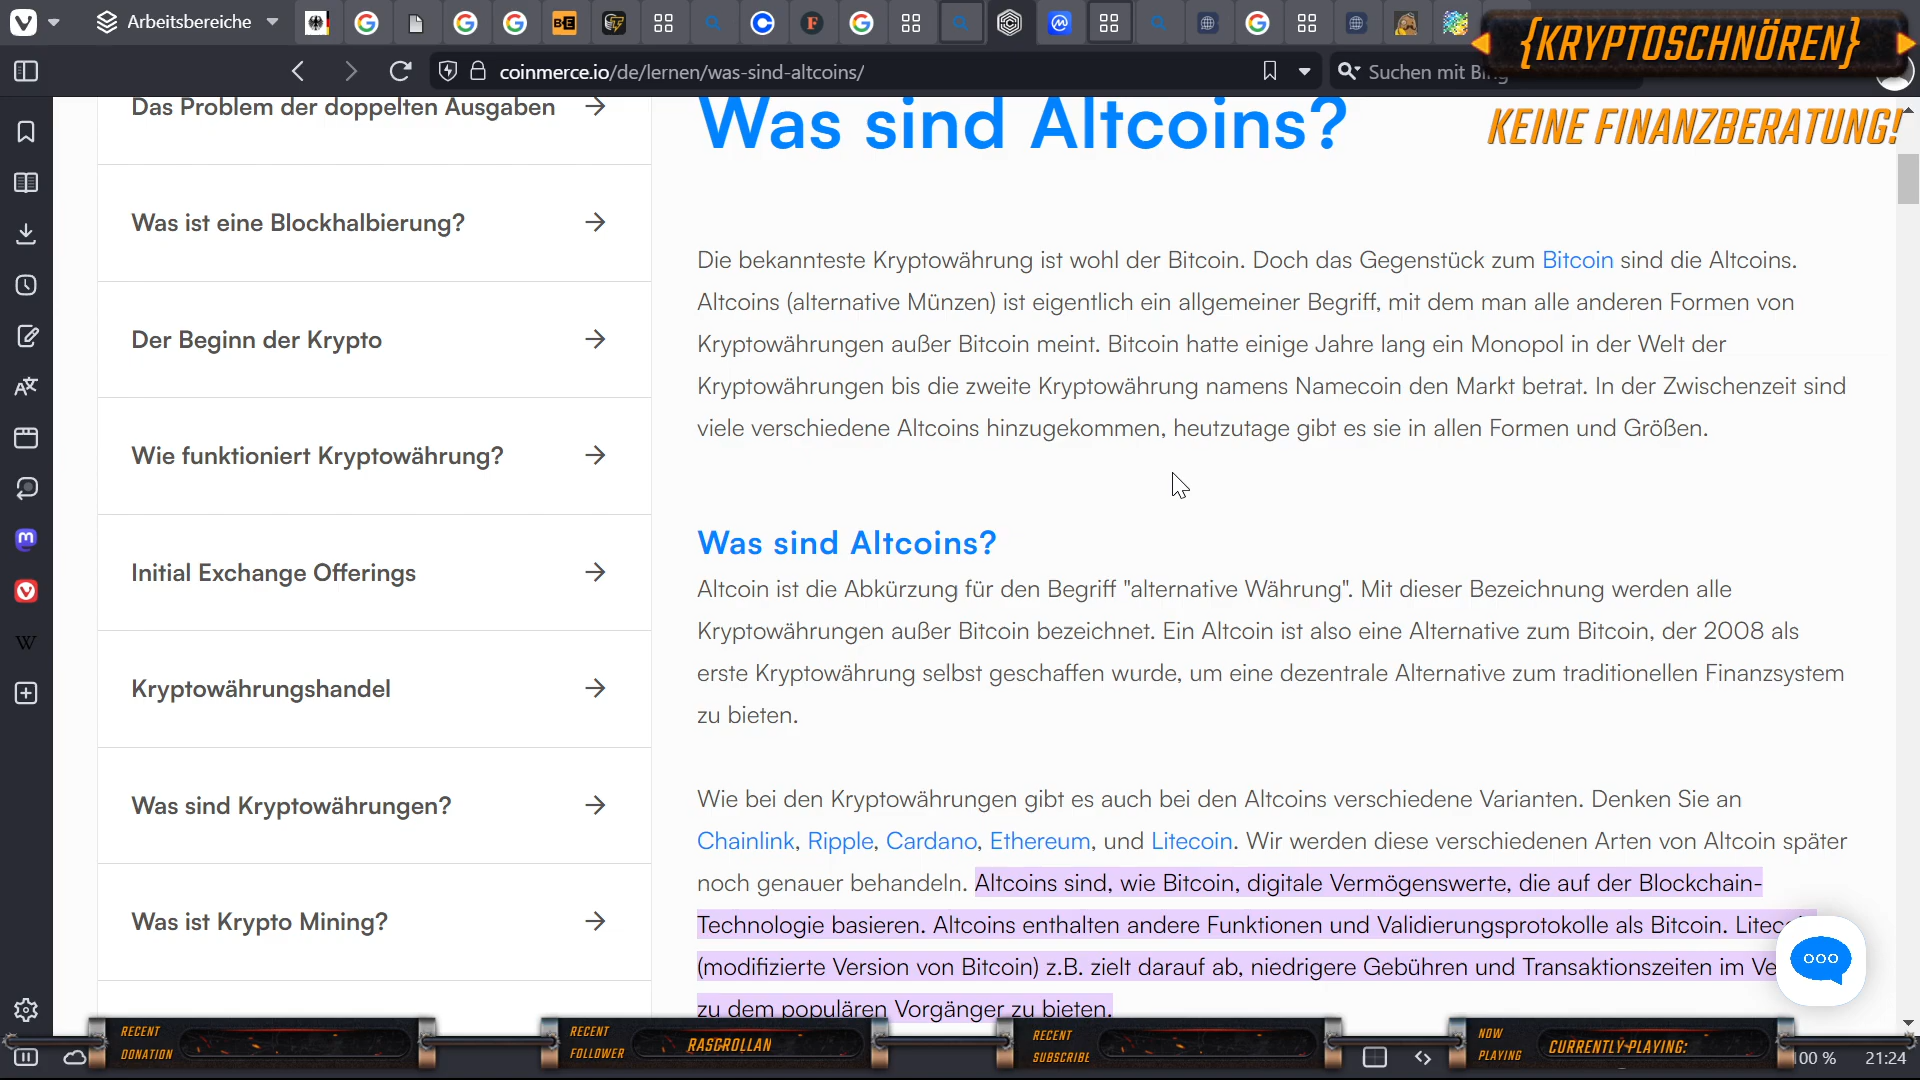 Arbeitsbereiche
{KRYPTOSCHNÖREN}
coinmerce.io/de/lernen/was-sind-altcoins/
Suchen mit Bing
KEINE FINANZBERATUNG!
Das Problem der doppelten Ausgaben
Was ist eine Blockhalbierung?
Der Beginn der Krypto
Wie funktioniert Kryptowährung?
Initial Exchange Offerings
Kryptowährungshandel
Was sind Kryptowährungen?
Was ist Krypto Mining?
Was sind Altcoins?
Die bekannteste Kryptowährung ist wohl der Bitcoin. Doch das Gegenstück zum Bitcoin sind die Altcoins.
Altcoins (alternative Münzen) ist eigentlich ein allgemeiner Begriff, mit dem man alle anderen Formen von
Kryptowährungen außer Bitcoin meint. Bitcoin hatte einige Jahre lang ein Monopol in der Welt der
Kryptowährungen bis die zweite Kryptowährung namens Namecoin den Markt betrat. In der Zwischenzeit sind
viele verschiedene Altcoins hinzugekommen, heutzutage gibt es sie in allen Formen und Größen.
Was sind Altcoins?
Altcoin ist die Abkürzung für den Begriff "alternative Währung". Mit dieser Bezeichnung werden alle
Kryptowährungen außer Bitcoin bezeichnet. Ein Altcoin ist also eine Alternative zum Bitcoin, der 2008 als
erste Kryptowährung selbst geschaffen wurde, um eine dezentrale Alternative zum traditionellen Finanzsystem
zu bieten.
Wie bei den Kryptowährungen gibt es auch bei den Altcoins verschiedene Varianten. Denken Sie an
Chainlink, Ripple, Cardano, Ethereum, und Litecoin. Wir werden diese verschiedenen Arten von Altcoin später
noch genauer behandeln. Altcoins sind, wie Bitcoin, digitale Vermögenswerte, die auf der Blockchain-
Technologie basieren. Altcoins enthalten andere Funktionen und Validierungsprotokolle als Bitcoin.
(modifizierte Version von Bitcoin) z.B. zielt darauf ab, niedrigere Gebühren und Transaktionszeiten im
zu dem populären Vorgänger zu bieten.
RECENT DONATION
RECENT FOLLOWER
RASGROLLAN
RECENT SUBSCRIBE
NOW PLAYING
CURRENTLY PLAYING:
00 %
21:24